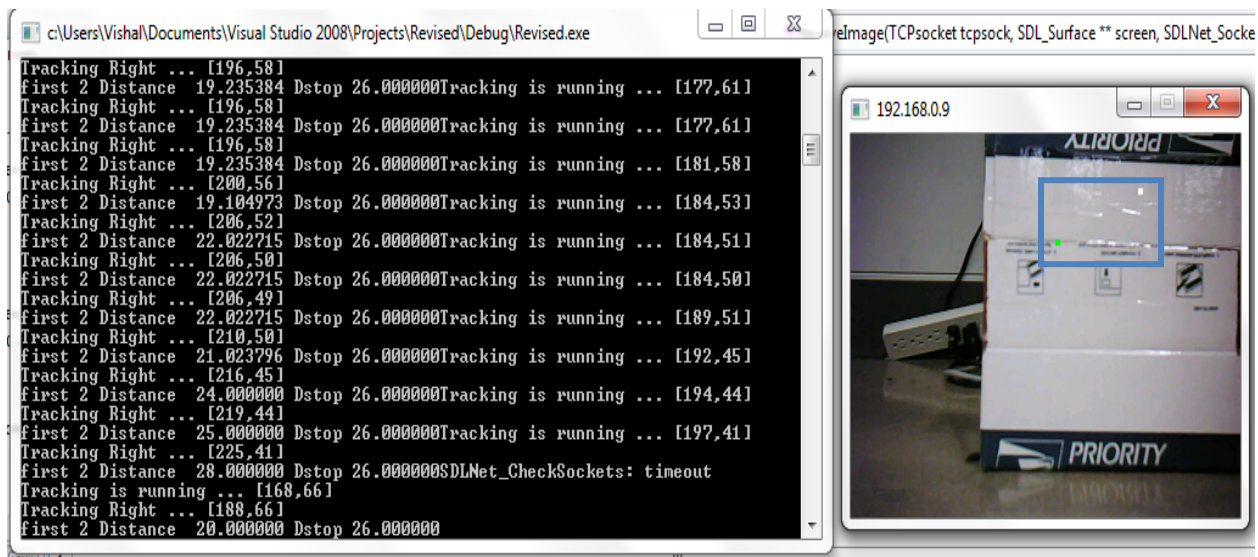 c:\Users\Vishal\Documents\Visual Studio 2008\Projects\Revised\Debug\Revised.exe
Tracking Right ... [196,58]
first 2 Distance  19.235384 Dstop 26.000000Tracking is running ... [177,61]
Tracking Right ... [196,58]
first 2 Distance  19.235384 Dstop 26.000000Tracking is running ... [177,61]
Tracking Right ... [196,58]
first 2 Distance  19.235384 Dstop 26.000000Tracking is running ... [181,58]
Tracking Right ... [200,56]
first 2 Distance  19.104973 Dstop 26.000000Tracking is running ... [184,53]
Tracking Right ... [206,52]
first 2 Distance  22.022715 Dstop 26.000000Tracking is running ... [184,51]
Tracking Right ... [206,50]
first 2 Distance  22.022715 Dstop 26.000000Tracking is running ... [184,50]
Tracking Right ... [206,49]
first 2 Distance  22.022715 Dstop 26.000000Tracking is running ... [189,51]
Tracking Right ... [210,50]
first 2 Distance  21.023796 Dstop 26.000000Tracking is running ... [192,45]
Tracking Right ... [216,45]
first 2 Distance  24.000000 Dstop 26.000000Tracking is running ... [194,44]
Tracking Right ... [219,44]
first 2 Distance  25.000000 Dstop 26.000000Tracking is running ... [197,41]
Tracking Right ... [225,41]
first 2 Distance  28.000000 Dstop 26.000000SDLNet_CheckSockets: timeout
Tracking is running ... [168,66]
Tracking Right ... [188,66]
first 2 Distance  20.000000 Dstop 26.000000
veImage(TCPsocket tcpsock, SDL_Surface ** screen, SDLNet_Socke
192.168.0.9
PRIORITY
PRIORITY